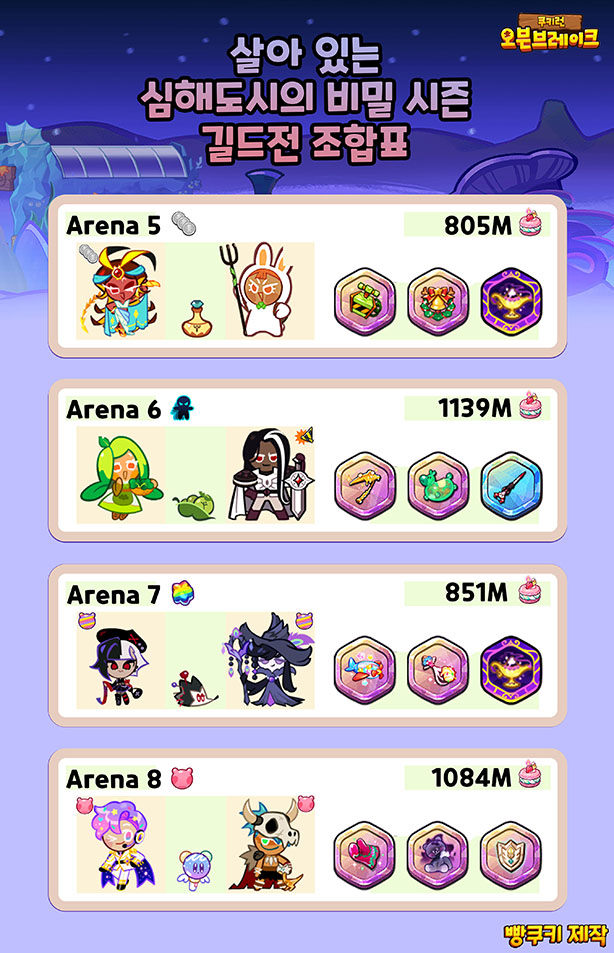 쿠키런
오븐브레이크
살아 있는
심해도시의 비밀 시즌
길드전 조합표
Arena 5
805M
Arena 6
1139M
Arena 7
851M
Arena 8
1084M
빵쿠키 제작